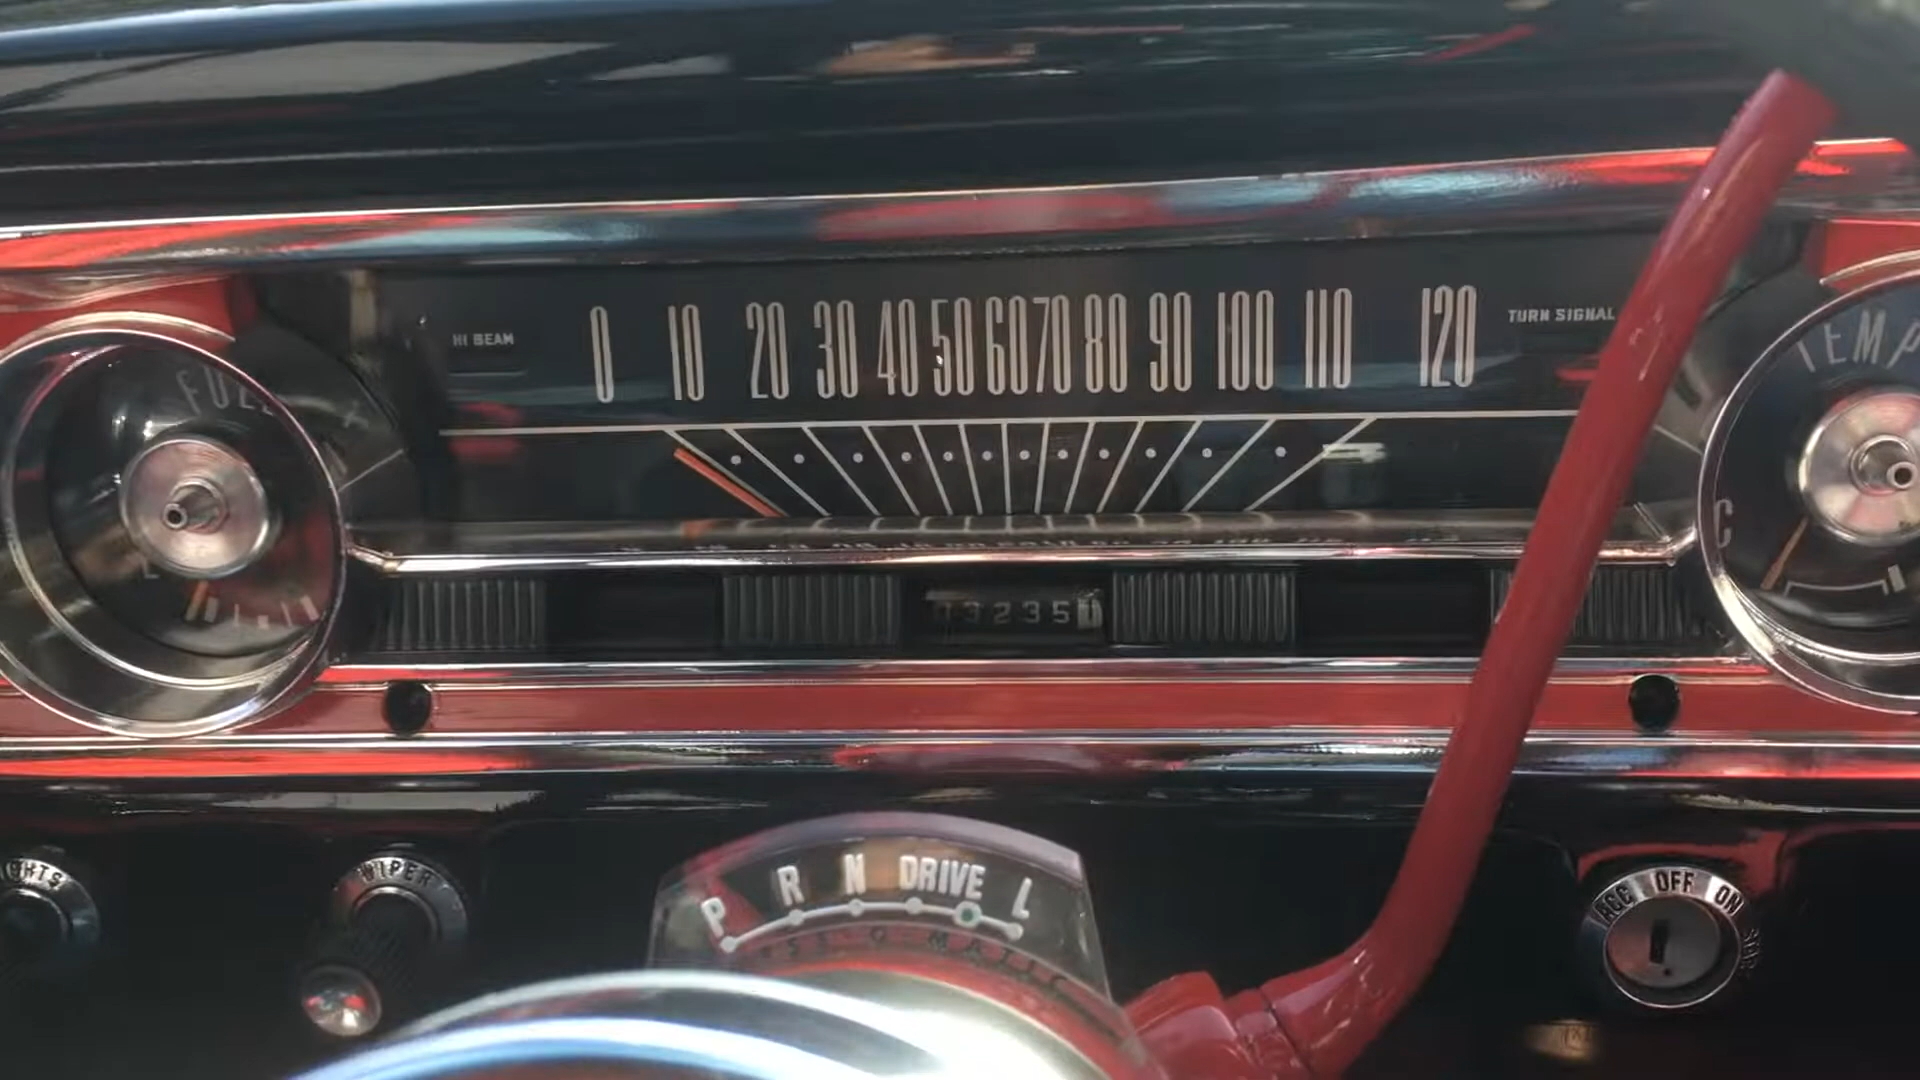 HI BEAM
0 10 20 30 40 50 60 70 80 90 100 110 120
TURN SIGNAL
FUEL
TEMP
C
E
P R N DRIVE L
WIPER
ACC OFF ON